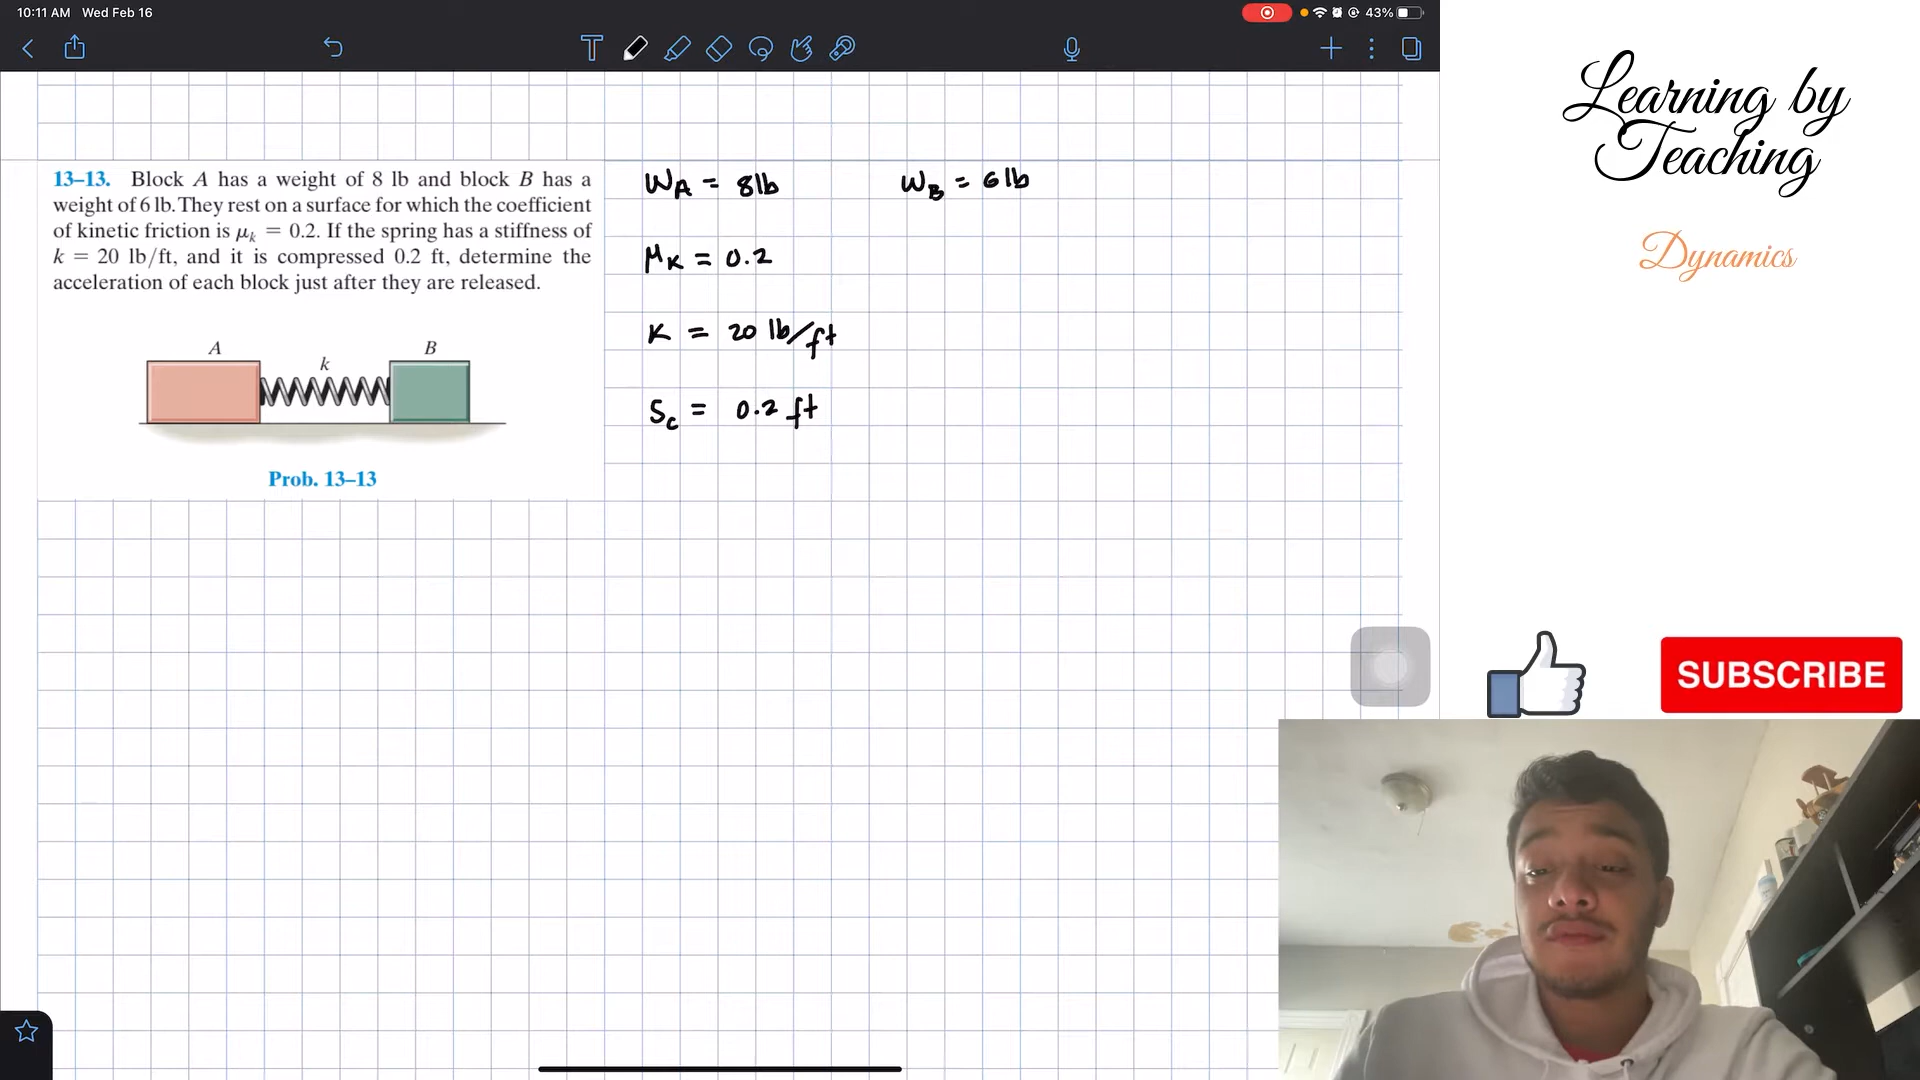 10:11 AM Wed Feb 16
43%
T
13–13. Block A has a weight of 8 lb and block B has a
weight of 6 lb. They rest on a surface for which the coefficient
of kinetic friction is μk = 0.2. If the spring has a stiffness of
k = 20 lb/ft, and it is compressed 0.2 ft, determine the
acceleration of each block just after they are released.
A
k
B
Prob. 13–13
WA = 8lb
WB = 6lb
μK = 0.2
K = 20 lb/ft
Sc = 0.2 ft
Learning by
Teaching
Dynamics
SUBSCRIBE